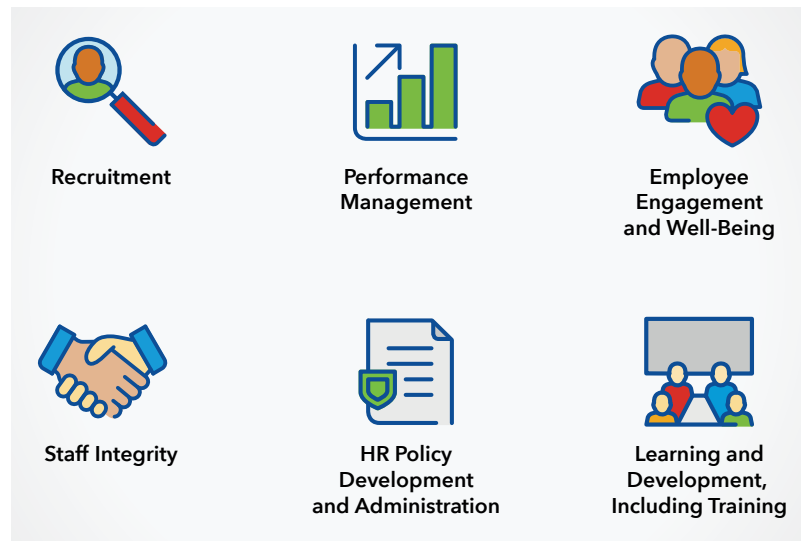 Recruitment
Performance
Management
Employee
Engagement
and Well-Being
Staff Integrity
HR Policy
Development
and Administration
Learning and
Development,
Including Training